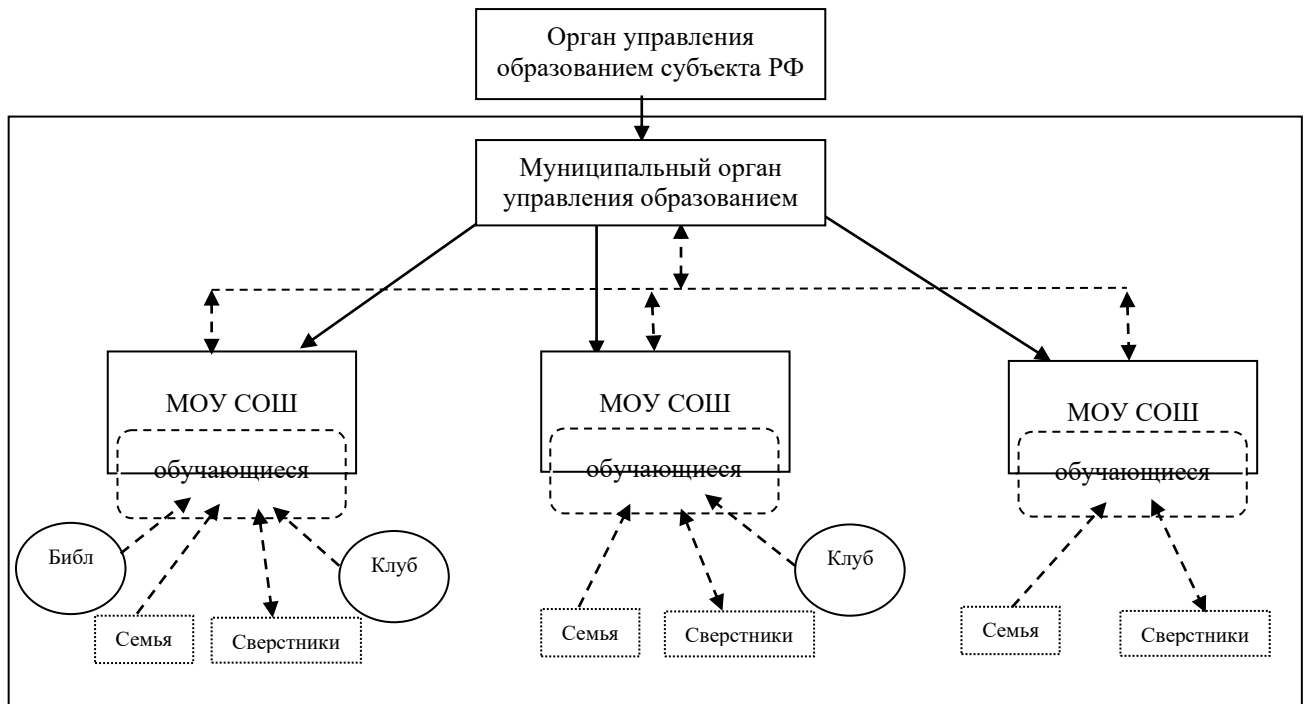 Орган управления
образованием субъекта РФ
Муниципальный орган
управления образованием
МОУ СОШ
МОУ СОШ
МОУ СОШ
обучающиеся
обучающиеся
обучающиеся
Библ
Клуб
Клуб
Семья
Сверстники
Семья
Сверстники
Семья
Сверстники